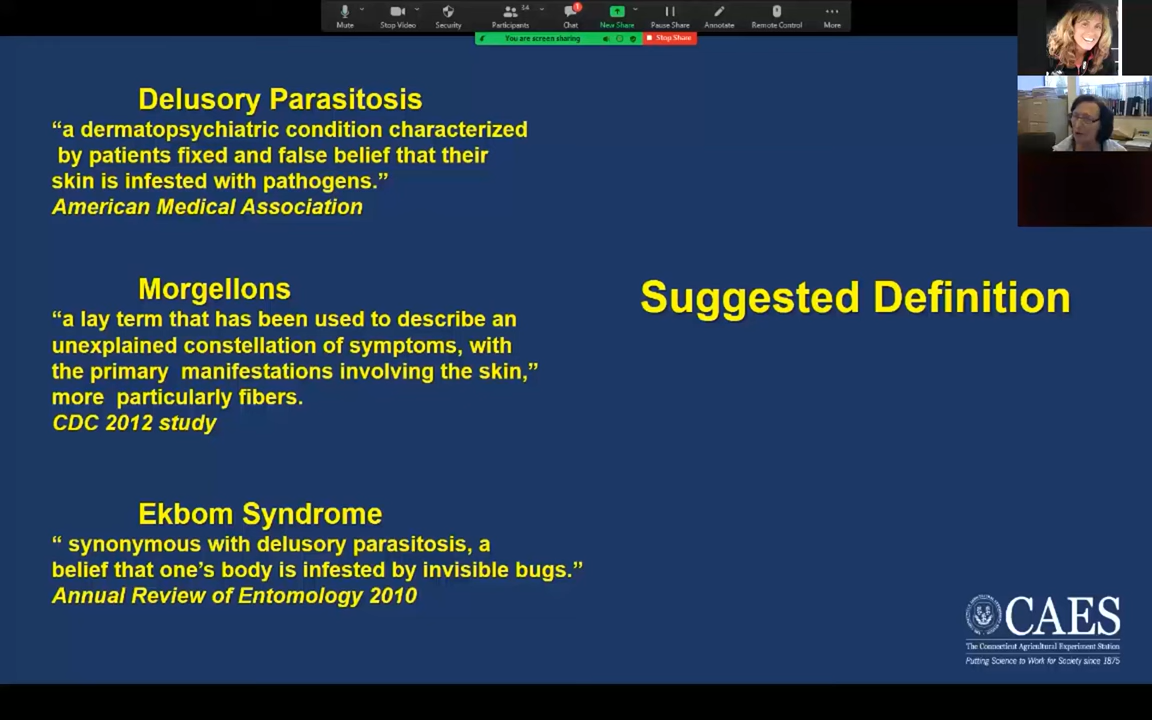 Mute
Stop Video
Security
Participants
Chat
1
New Share
Pause Share
Annotate
Remote Control
More
You are screen sharing
Stop Share
Delusory Parasitosis
“a dermatopsychiatric condition characterized
by patients fixed and false belief that their
skin is infested with pathogens.”
American Medical Association
Morgellons
“a lay term that has been used to describe an
unexplained constellation of symptoms, with
the primary manifestations involving the skin,”
more particularly fibers.
CDC 2012 study
Ekbom Syndrome
“ synonymous with delusory parasitosis, a
belief that one’s body is infested by invisible bugs.”
Annual Review of Entomology 2010
Suggested Definition
CAES
The Connecticut Agricultural Experiment Station
Putting Science to Work for Society since 1875